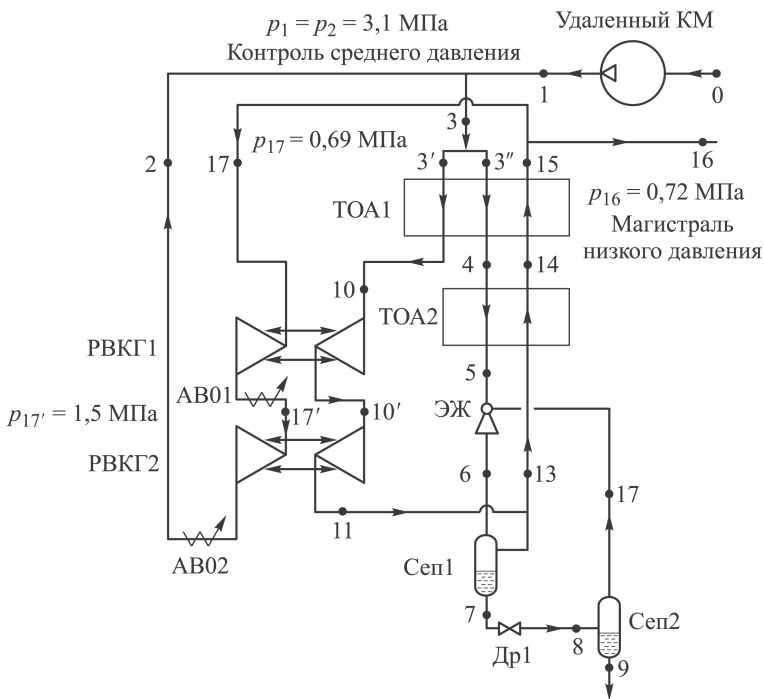 Удаленный КМ
p1 = p2 = 3,1 МПа
Контроль среднего давления
1
0
3
p17 = 0,69 МПа
2
17
3′
3″
15
16
ТОА1
p16 = 0,72 МПа
Магистраль
низкого давления
4
14
10
ТОА2
РВКГ1
5
АВ01
p17′ = 1,5 МПа
17′
10′
ЭЖ
РВКГ2
6
13
17
11
АВ02
Сеп1
7
Сеп2
8
Др1
9